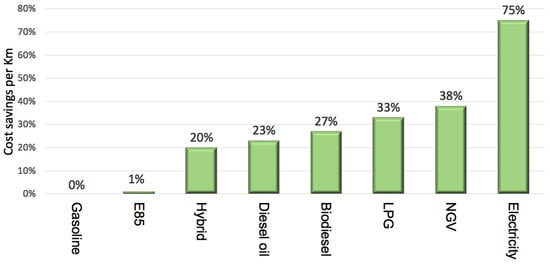 Cost savings per Km
80%
70%
60%
50%
40%
30%
20%
10%
0%
0%
1%
20%
23%
27%
33%
38%
75%
Gasoline
E85
Hybrid
Diesel oil
Biodiesel
LPG
NGV
Electricity